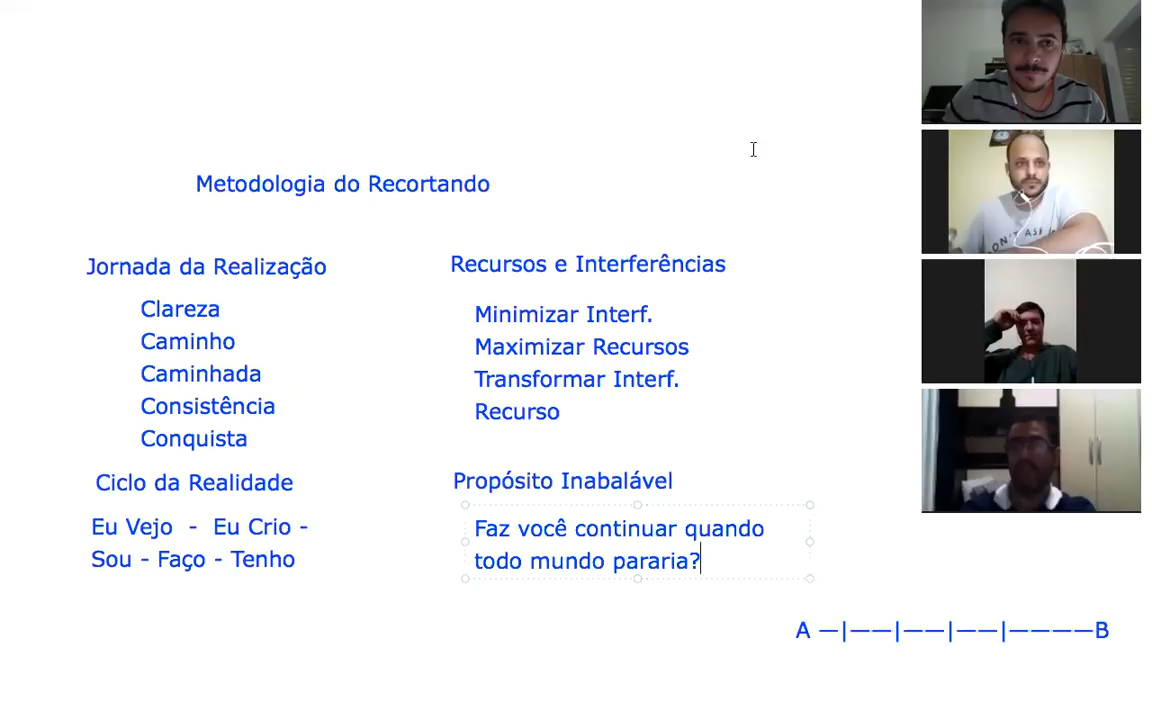 Metodologia do Recortando
Jornada da Realização
Clareza
Caminho
Caminhada
Consistência
Conquista
Recursos e Interferências
Minimizar Interf.
Maximizar Recursos
Transformar Interf.
Recurso
Ciclo da Realidade
Eu Vejo - Eu Crio -
Sou - Faço - Tenho
Propósito Inabalável
Faz você continuar quando
todo mundo pararia?
A —|——|——|——|————B